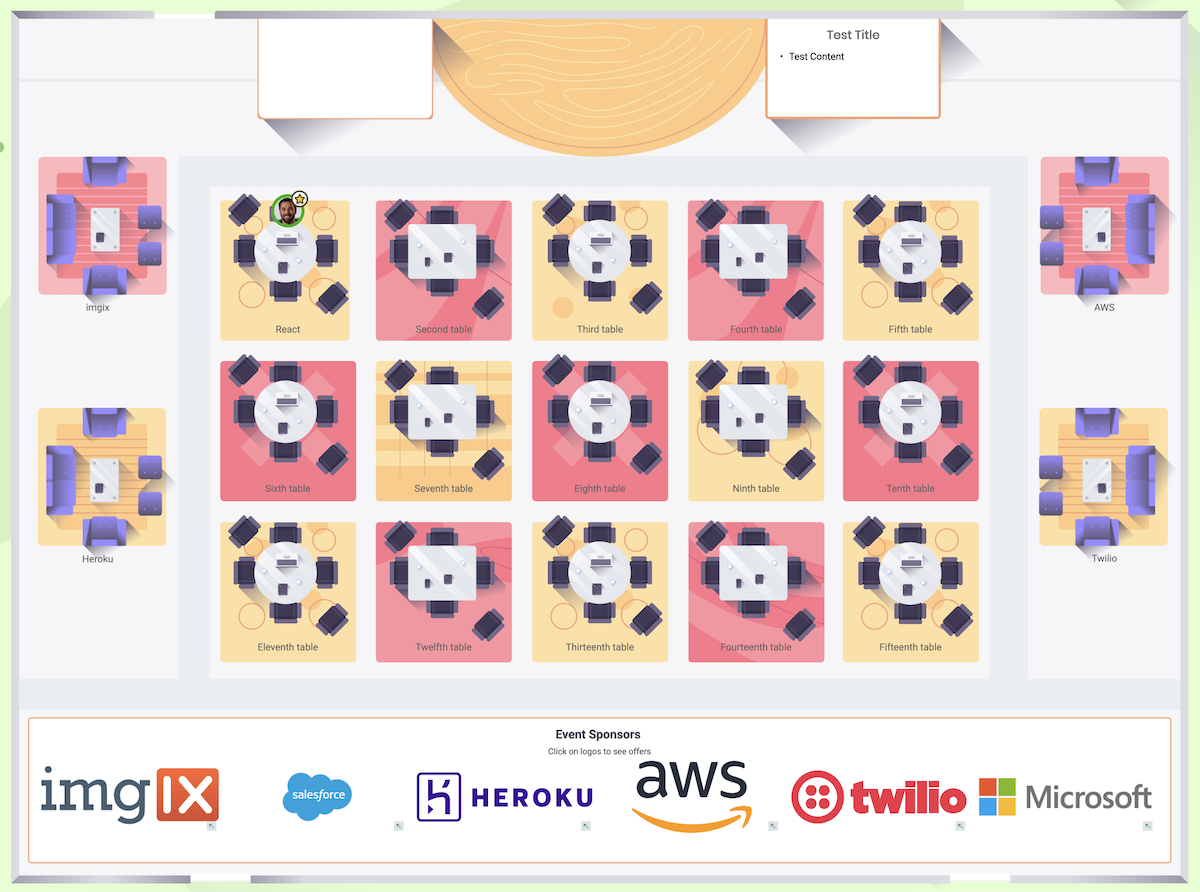 Test Title
• Test Content
imgix
AWS
React
Second table
Third table
Fourth table
Fifth table
Sixth table
Seventh table
Eighth table
Ninth table
Tenth table
Heroku
Twilio
Eleventh table
Twelfth table
Thirteenth table
Fourteenth table
Fifteenth table
Event Sponsors
Click on logos to see offers
imgIX
salesforce
HEROKU
aws
twilio
Microsoft